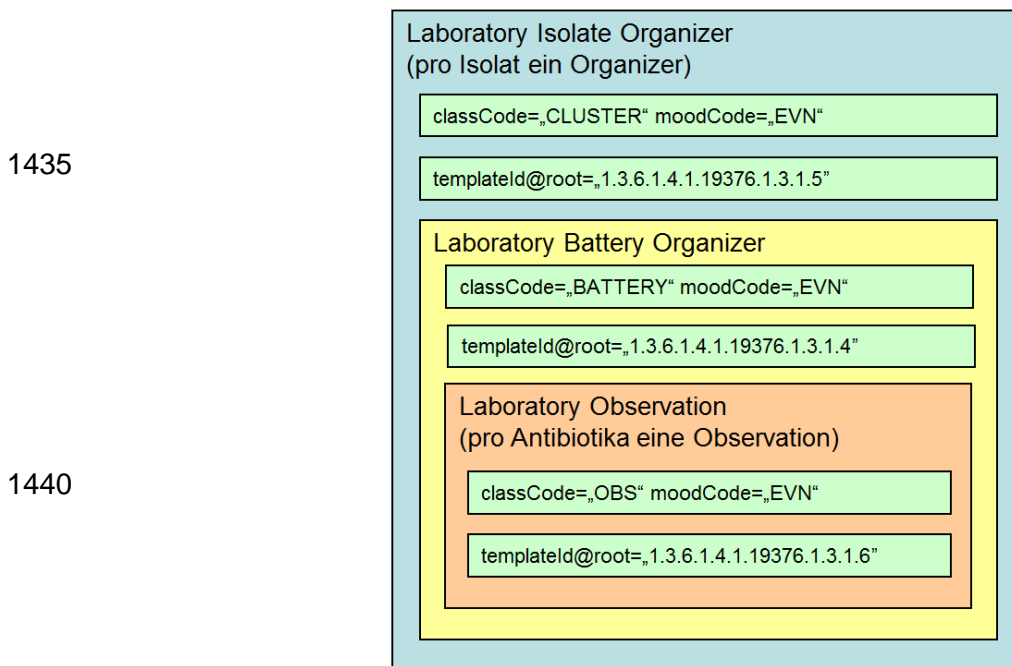 Laboratory Isolate Organizer
(pro Isolat ein Organizer)
classCode=„CLUSTER“ moodCode=„EVN“
1435
templateId@root=„1.3.6.1.4.1.19376.1.3.1.5”
Laboratory Battery Organizer
classCode=„BATTERY“ moodCode=„EVN“
templateId@root=„1.3.6.1.4.1.19376.1.3.1.4”
Laboratory Observation
(pro Antibiotika eine Observation)
1440
classCode=„OBS“ moodCode=„EVN“
templateId@root=„1.3.6.1.4.1.19376.1.3.1.6”